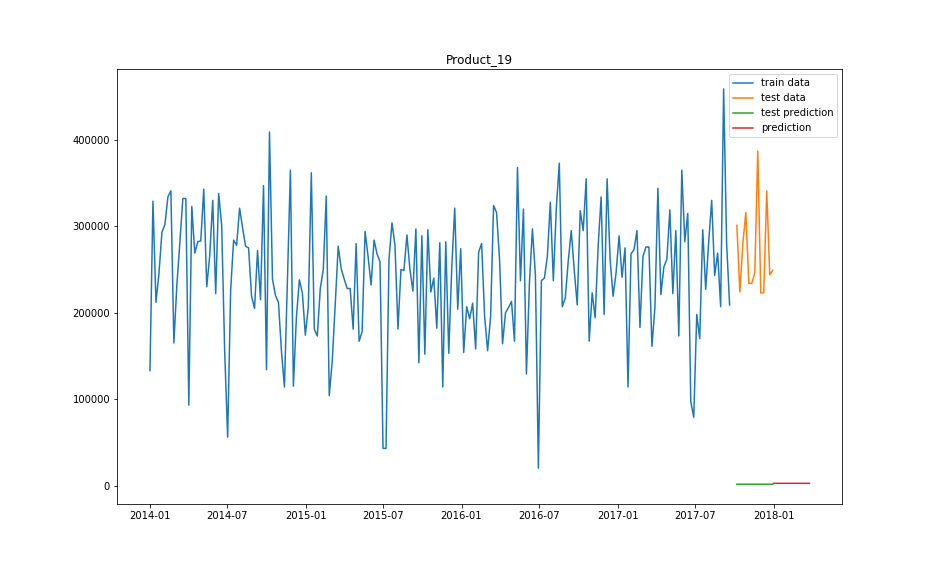 Product_19
train data
test data
test prediction
prediction
400000
300000
200000
100000
0
2014-01 2014-07 2015-01 2015-07 2016-01 2016-07 2017-01 2017-07 2018-01